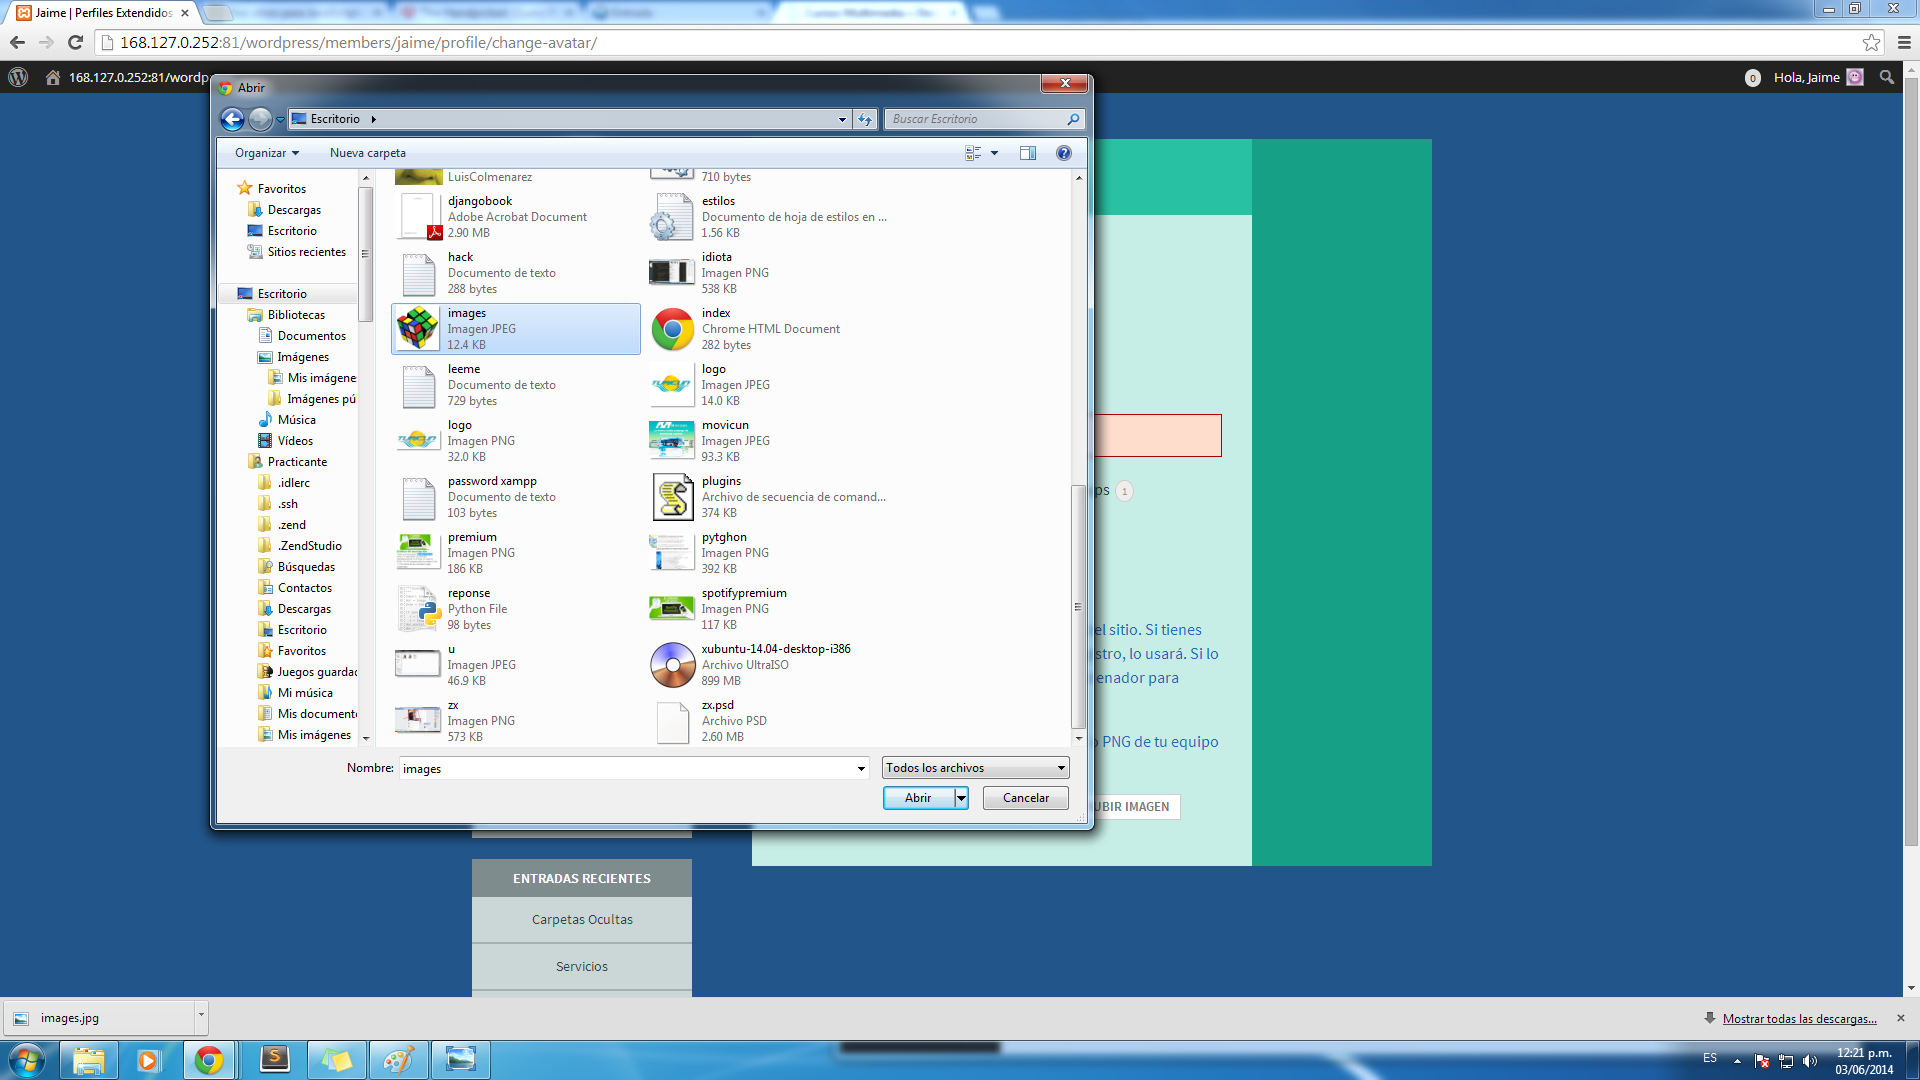 Jaime | Perfiles Extendidos
168.127.0.252:81/wordpress/members/jaime/profile/change-avatar/
168.127.0.252:81/wordp
0
Hola, Jaime
Abrir
Escritorio
Buscar Escritorio
Organizar
Nueva carpeta
Favoritos
Descargas
Escritorio
Sitios recientes
Escritorio
Bibliotecas
Documentos
Imágenes
Mis imágene
Imágenes pú
Música
Vídeos
Practicante
.idlerc
.ssh
.zend
.ZendStudio
Búsquedas
Contactos
Descargas
Escritorio
Favoritos
Juegos guardad
Mi música
Mis document
Mis imágenes
LuisColmenarez
710 bytes
djangobook
Adobe Acrobat Document
2.90 MB
estilos
Documento de hoja de estilos en ...
1.56 KB
hack
Documento de texto
288 bytes
idiota
Imagen PNG
538 KB
images
Imagen JPEG
12.4 KB
index
Chrome HTML Document
282 bytes
leeme
Documento de texto
729 bytes
logo
Imagen JPEG
14.0 KB
logo
Imagen PNG
32.0 KB
movicun
Imagen JPEG
93.3 KB
password xampp
Documento de texto
103 bytes
plugins
Archivo de secuencia de comand...
374 KB
premium
Imagen PNG
186 KB
pytghon
Imagen PNG
392 KB
reponse
Python File
98 bytes
spotifypremium
Imagen PNG
117 KB
u
Imagen JPEG
46.9 KB
xubuntu-14.04-desktop-i386
Archivo UltraISO
899 MB
zx
Imagen PNG
573 KB
zx.psd
Archivo PSD
2.60 MB
Nombre:
images
Todos los archivos
Abrir
Cancelar
ps 1
el sitio. Si tienes
stro, lo usará. Si lo
enador para
o PNG de tu equipo
UBIR IMAGEN
ENTRADAS RECIENTES
Carpetas Ocultas
Servicios
images.jpg
Mostrar todas las descargas...
ES
12:21 p.m.
03/06/2014